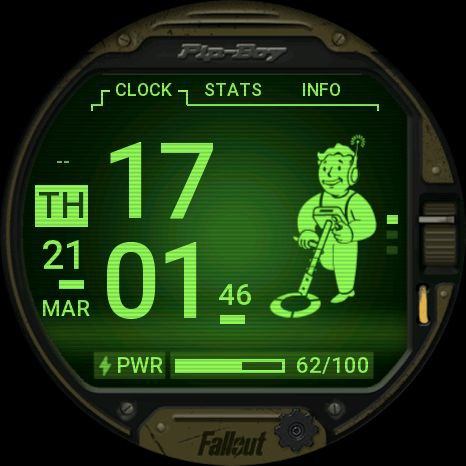 Pip-Boy
CLOCK STATS INFO
--
TH
21
MAR
17
01
46
PWR 62/100
Fallout